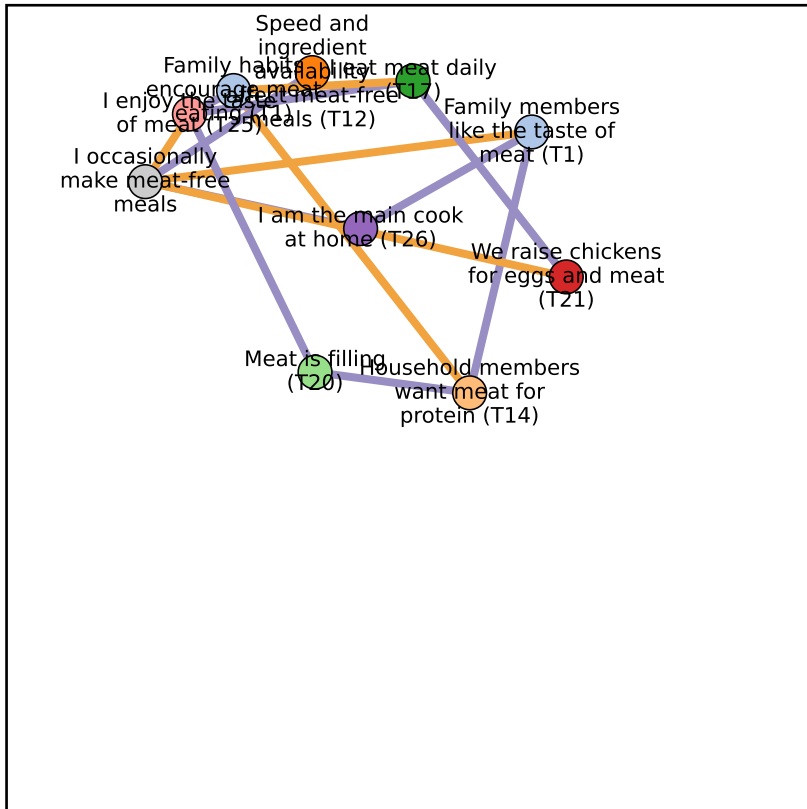 Speed and
ingredient
availability
affect meat-free
meals (T12)
Family habits
encourage meat
eating (T1)
I eat meat daily
(T17)
I enjoy the taste
of meat (T25)
Family members
like the taste of
meat (T1)
I occasionally
make meat-free
meals
I am the main cook
at home (T26)
We raise chickens
for eggs and meat
(T21)
Meat is filling
(T20)
Household members
want meat for
protein (T14)